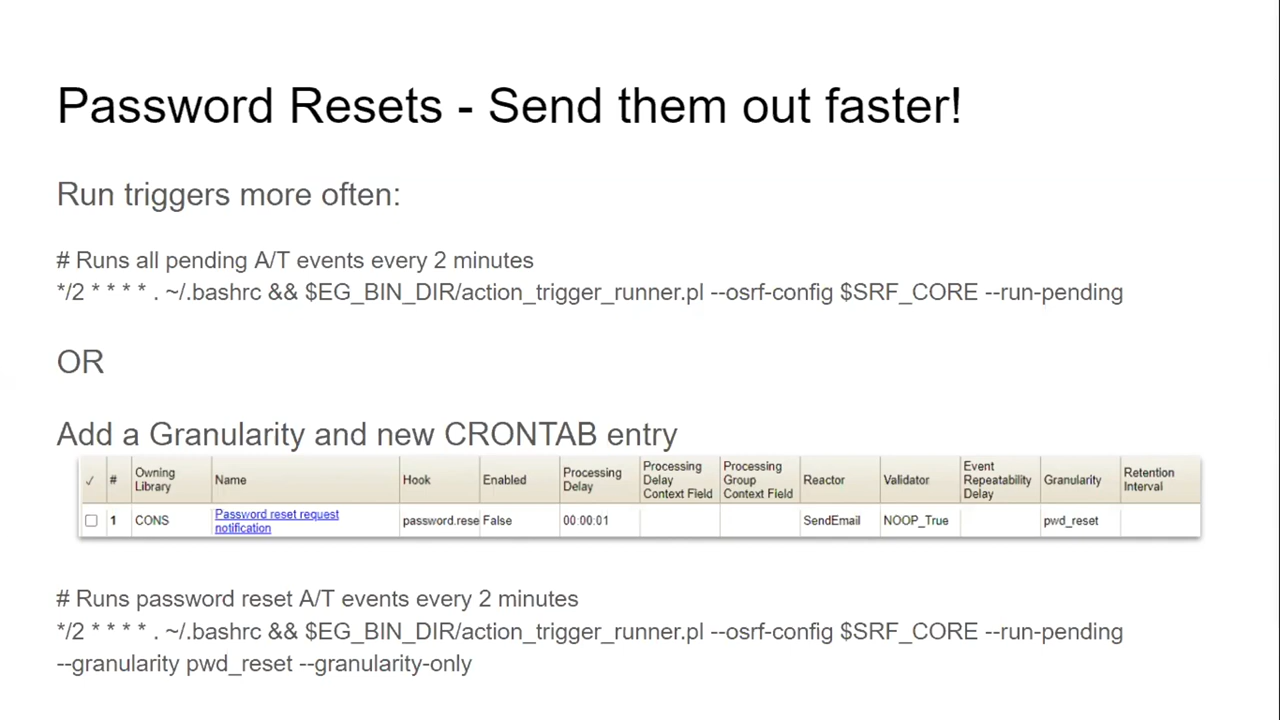 Password Resets - Send them out faster!
Run triggers more often:
# Runs all pending A/T events every 2 minutes
*/2 * * * * . ~/.bashrc && $EG_BIN_DIR/action_trigger_runner.pl --osrf-config $SRF_CORE --run-pending
OR
Add a Granularity and new CRONTAB entry
✓ # Owning Library Name Hook Enabled Processing Delay Processing Delay Context Field Processing Group Context Field Reactor Validator Event Repeatability Delay Granularity Retention Interval
1 CONS Password reset request notification password.rese False 00:00:01 SendEmail NOOP_True pwd_reset
# Runs password reset A/T events every 2 minutes
*/2 * * * * . ~/.bashrc && $EG_BIN_DIR/action_trigger_runner.pl --osrf-config $SRF_CORE --run-pending
--granularity pwd_reset --granularity-only